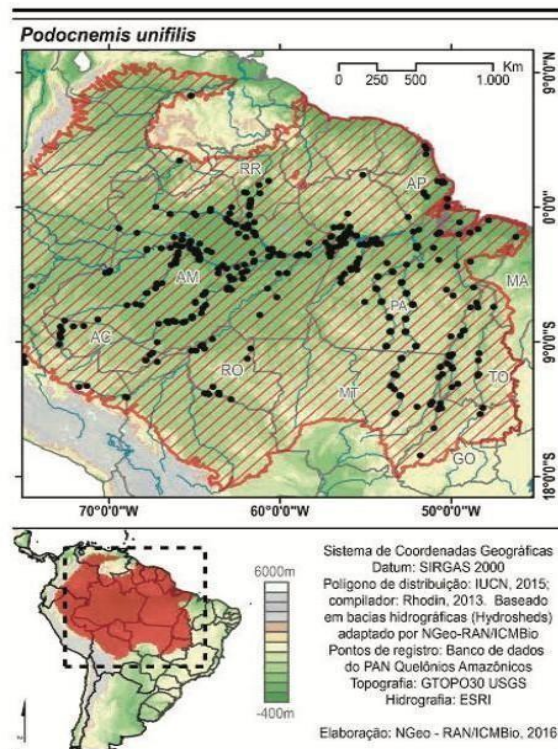 Podocnemis unifilis
Km
0 250 500 1.000
9°0'0"N
0°0'0"
9°0'0"S
18°0'0"S
RR
AP
AM
PA
MA
AC
RO
MT
TO
GO
70°0'0"W 60°0'0"W 50°0'0"W
6000m
-400m
Sistema de Coordenadas Geográficas
Datum: SIRGAS 2000
Polígono de distribuição: IUCN, 2015;
compilador: Rhodin, 2013. Baseado
em bacias hidrográficas (Hydrosheds)
adaptado por NGeo-RAN/ICMBio
Pontos de registro: Banco de dados
do PAN Quelônios Amazônicos
Topografia: GTOPO30 USGS
Hidrografia: ESRI
Elaboração: NGeo - RAN/ICMBio, 2016